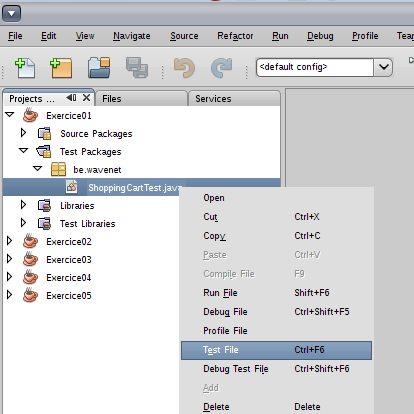 File Edit View Navigate Source Refactor Run Debug Profile
<default config>
Projects ... Files Services
Exercice01
Source Packages
Test Packages
be.wavenet
ShoppingCartTest.java
Libraries
Test Libraries
Exercice02
Exercice03
Exercice04
Exercice05
Open
Cut Ctrl+X
Copy Ctrl+C
Paste Ctrl+V
Compile File F9
Run File Shift+F6
Debug File Ctrl+Shift+F5
Profile File
Test File Ctrl+F6
Debug Test File Ctrl+Shift+F6
Add
Delete Delete